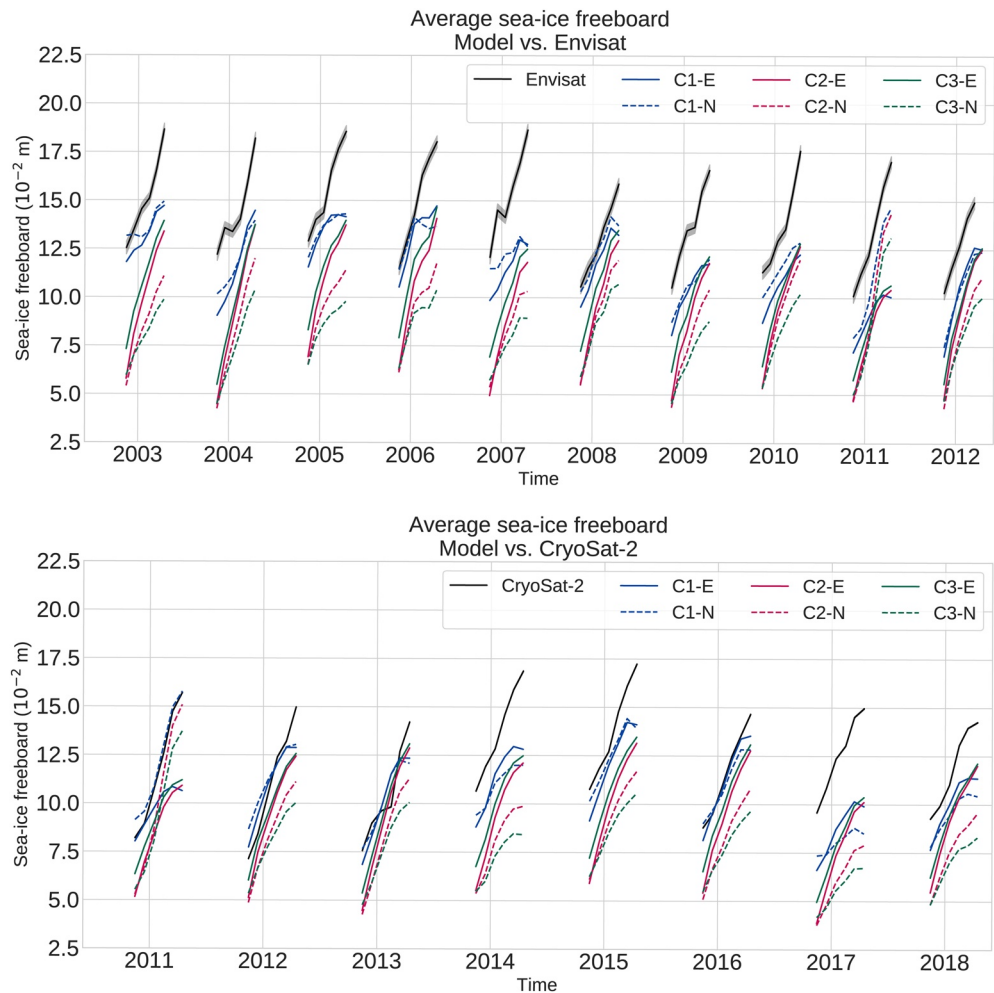 Average sea-ice freeboard
Model vs. Envisat
22.5
20.0
17.5
15.0
12.5
10.0
7.5
5.0
2.5
Sea-ice freeboard (10⁻² m)
Envisat C1-E C2-E C3-E
C1-N C2-N C3-N
2003 2004 2005 2006 2007 2008 2009 2010 2011 2012
Time
Average sea-ice freeboard
Model vs. CryoSat-2
22.5
20.0
17.5
15.0
12.5
10.0
7.5
5.0
2.5
Sea-ice freeboard (10⁻² m)
CryoSat-2 C1-E C2-E C3-E
C1-N C2-N C3-N
2011 2012 2013 2014 2015 2016 2017 2018
Time